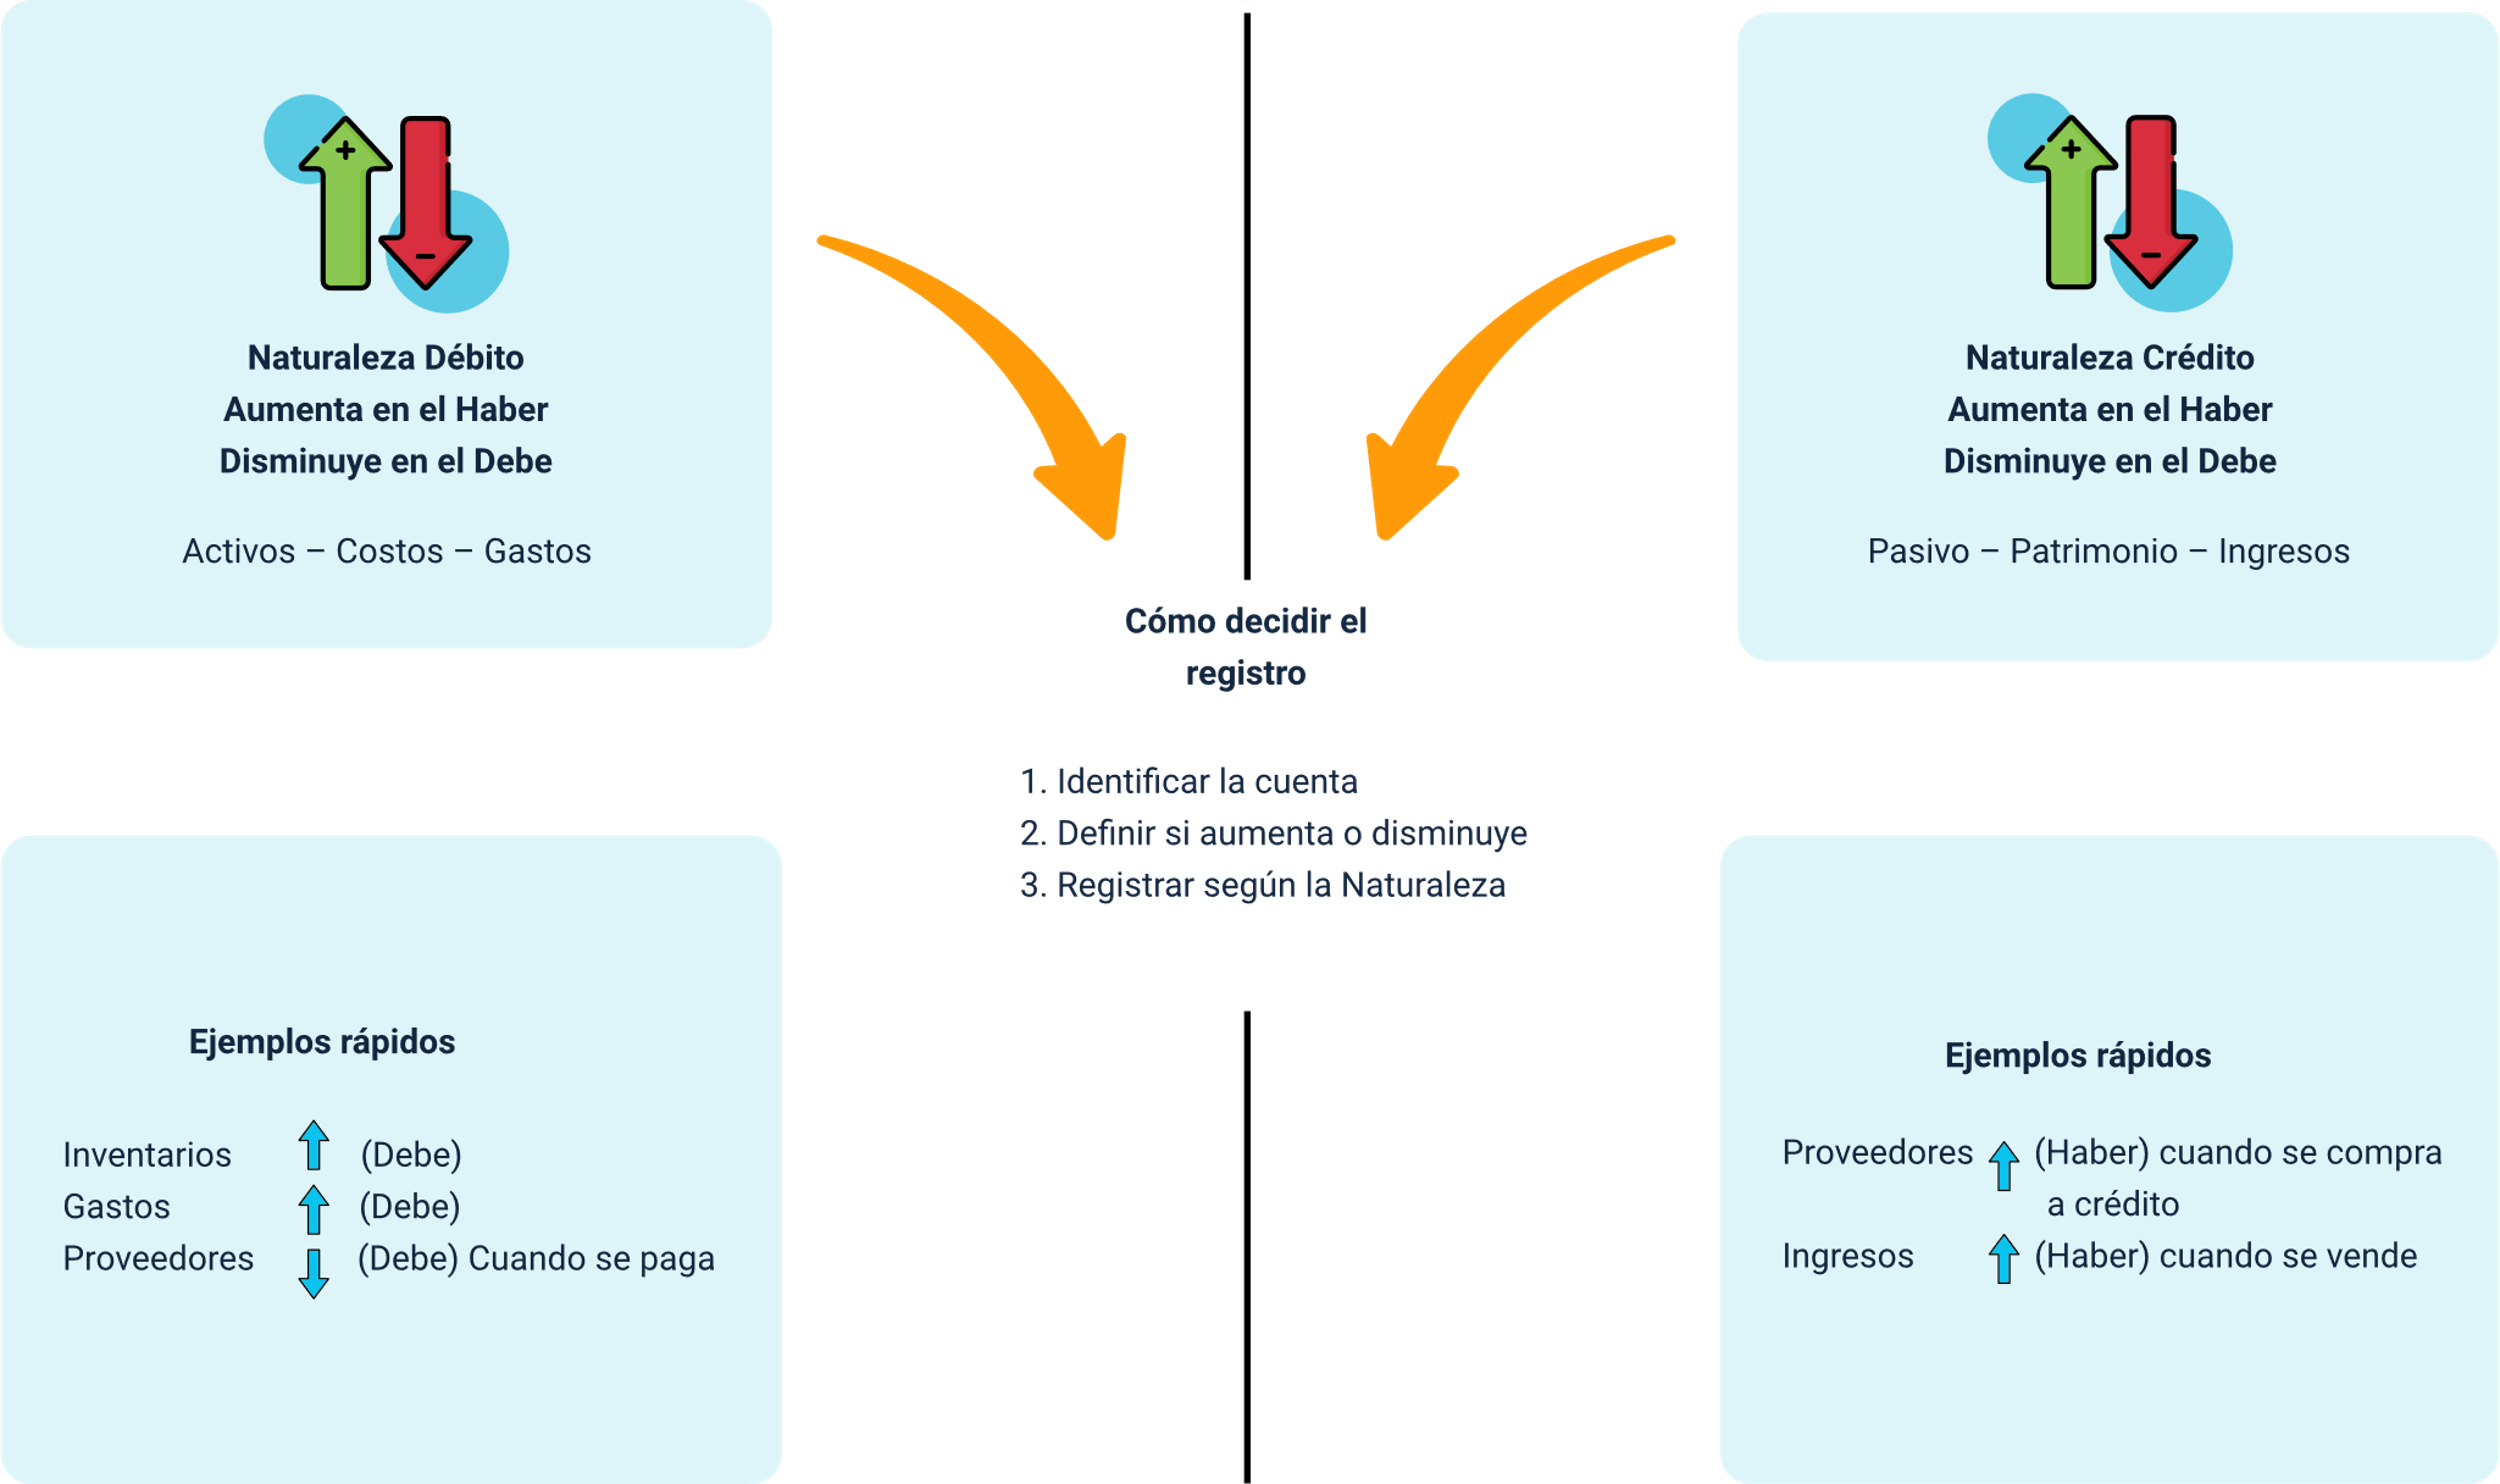 Naturaleza Débito
Aumenta en el Haber
Disminuye en el Debe
Activos – Costos – Gastos
Naturaleza Crédito
Aumenta en el Haber
Disminuye en el Debe
Pasivo – Patrimonio – Ingresos
Cómo decidir el
registro
1. Identificar la cuenta
2. Definir si aumenta o disminuye
3. Registrar según la Naturaleza
Ejemplos rápidos
Inventarios (Debe)
Gastos (Debe)
Proveedores (Debe) Cuando se paga
Ejemplos rápidos
Proveedores (Haber) cuando se compra
a crédito
Ingresos (Haber) cuando se vende